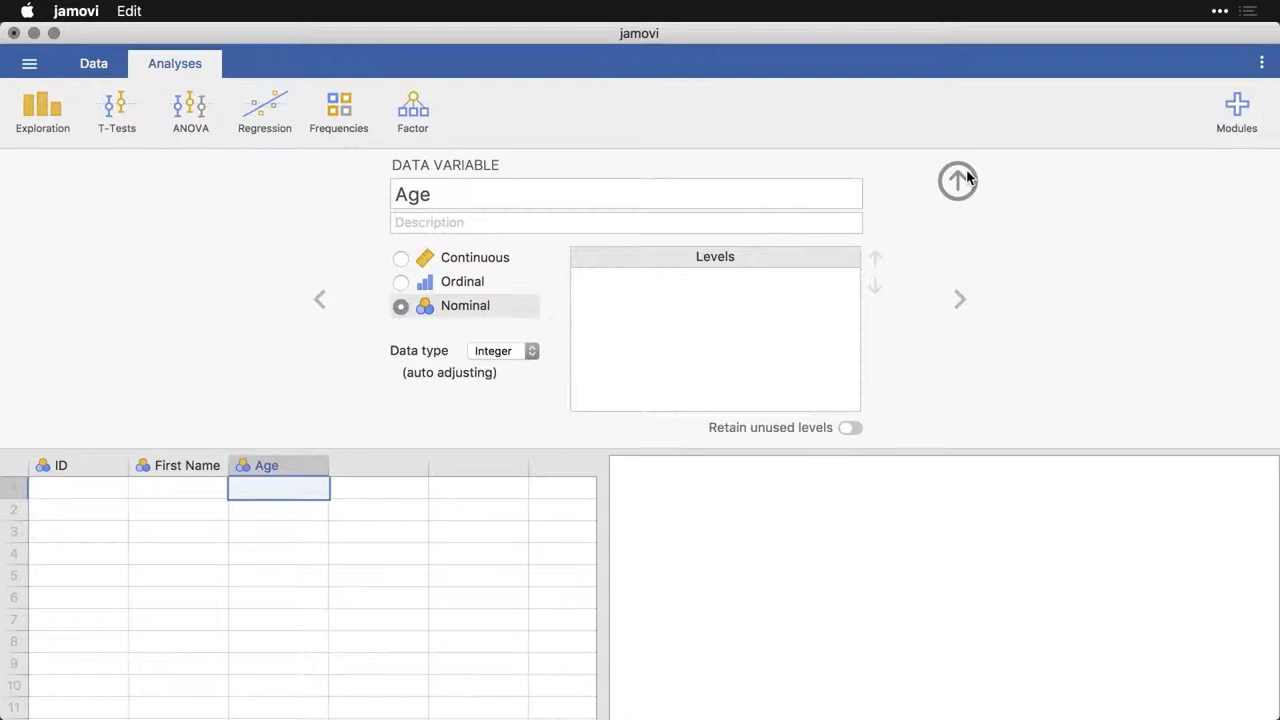 jamovi Edit
jamovi
Data Analyses
Exploration T-Tests ANOVA Regression Frequencies Factor Modules
DATA VARIABLE
Age
Description
Continuous
Levels
Ordinal
Nominal
Data type Integer
(auto adjusting)
Retain unused levels
ID First Name Age
1
2
3
4
5
6
7
8
9
10
11